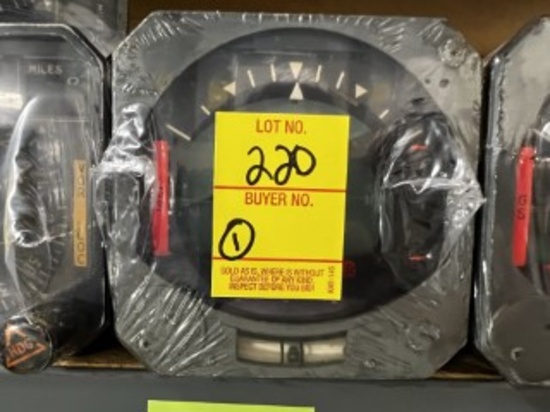 MILES
LOT NO.
220
BUYER NO.
1
SOLD AS IS, WHERE IS WITHOUT
GUARANTEE OF ANY KIND.
INSPECT BEFORE YOU BID!
GS
HDG